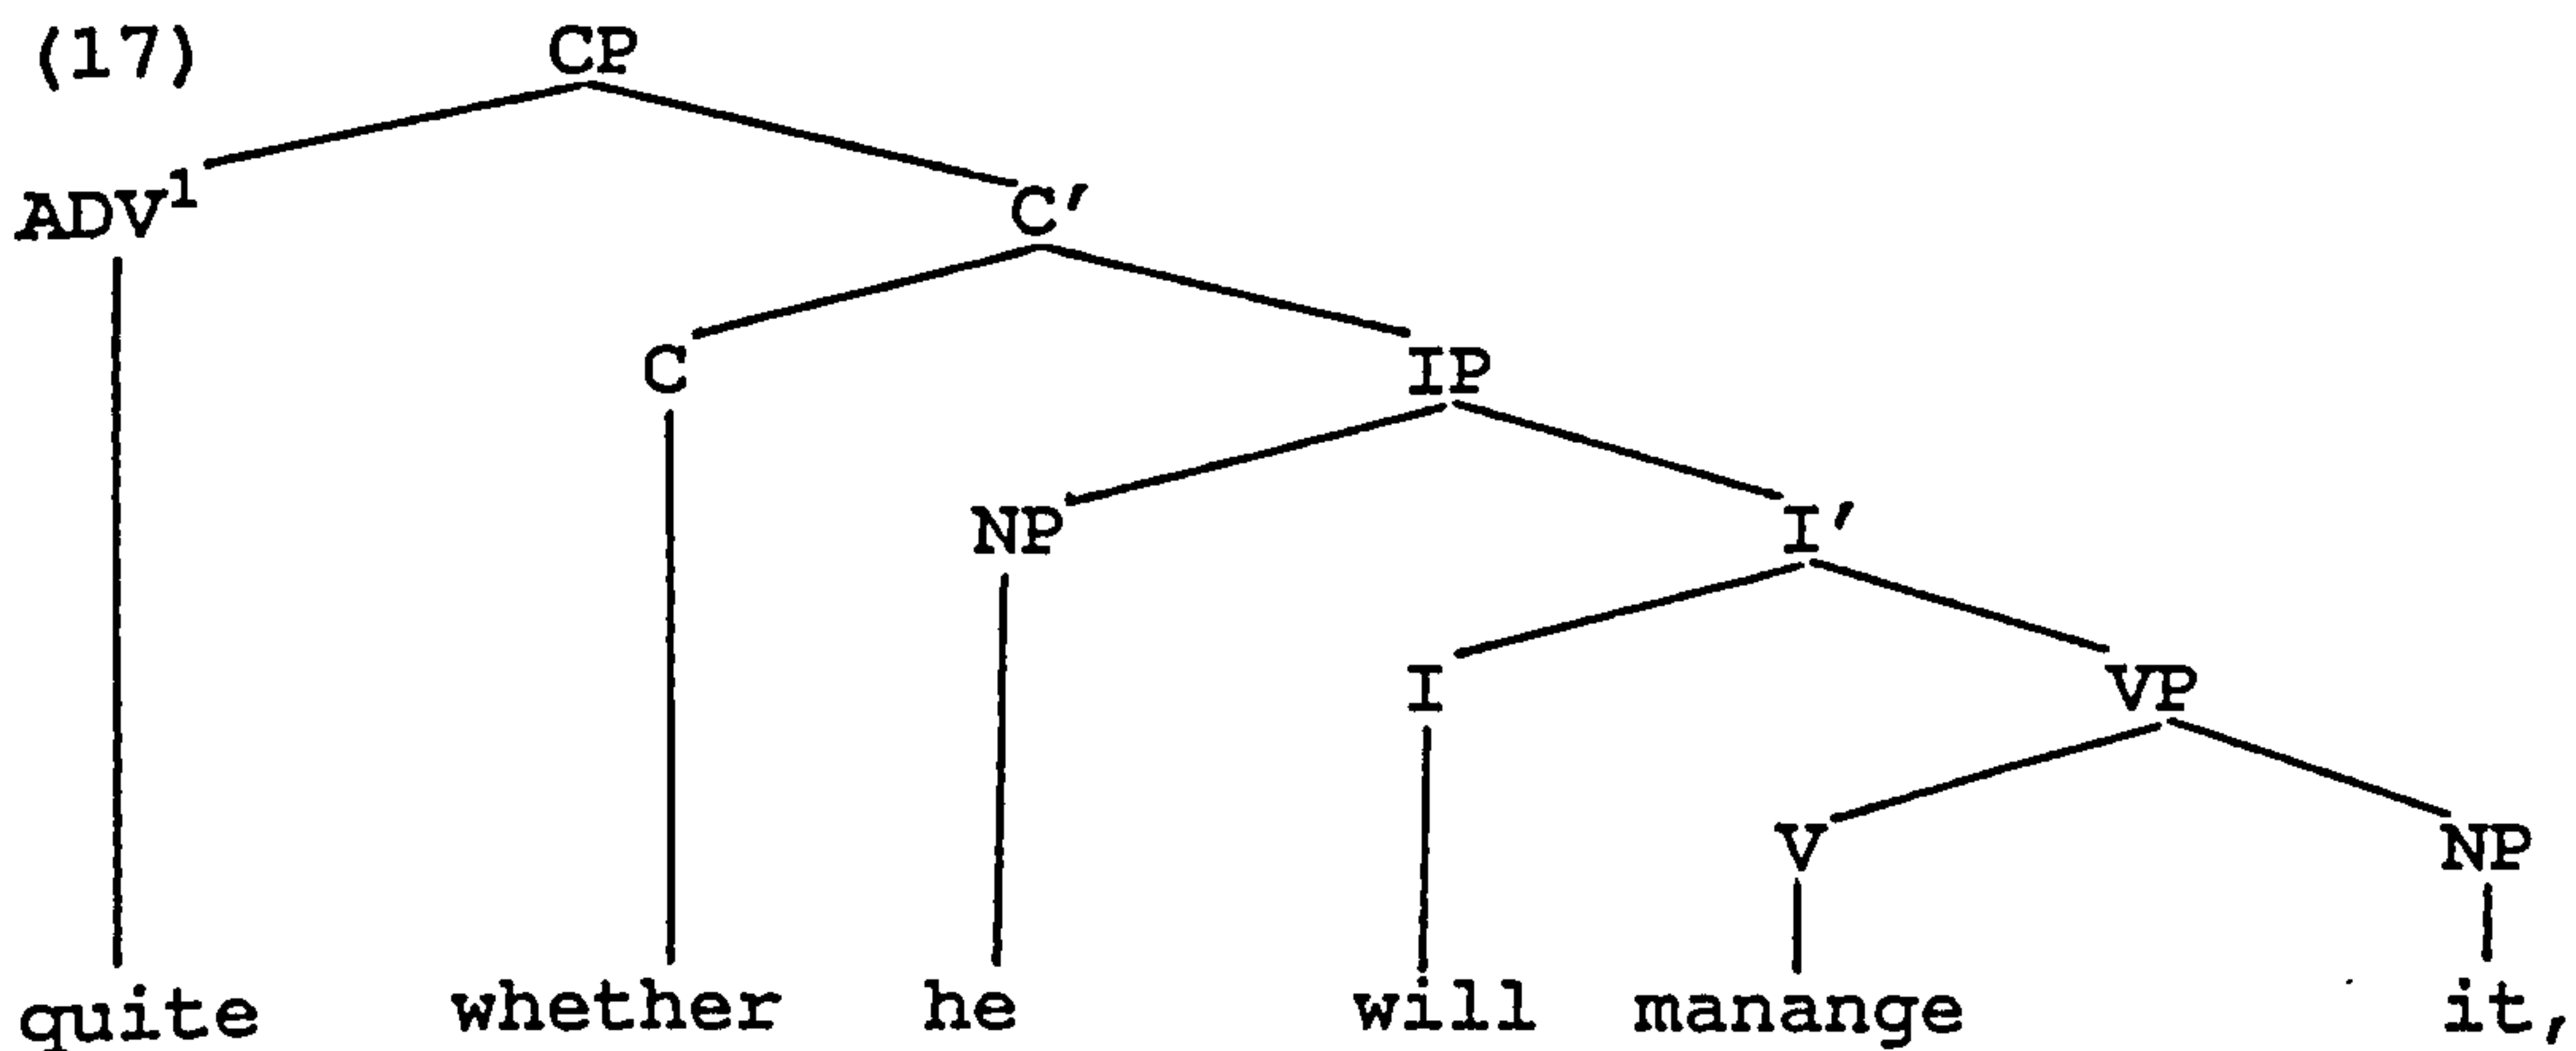 (17) CP
ADV¹ C′
C IP
NP I′
I VP
V NP
quite whether he will manange it,